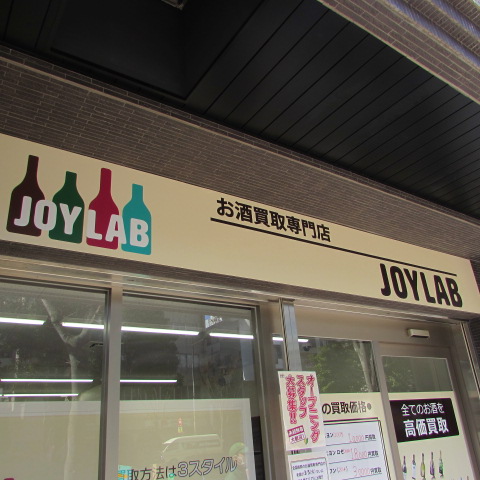 JOYLAB
お酒買取専門店
JOYLAB
オープニング
スタッフ
大募集!!
の買取価格
全てのお酒を
高価買取
取方法は3スタイル